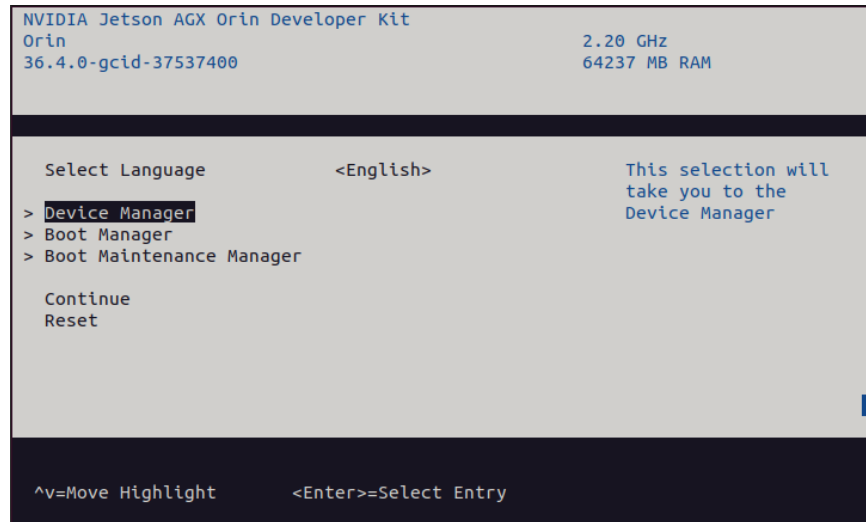 NVIDIA Jetson AGX Orin Developer Kit
Orin 2.20 GHz
36.4.0-gcid-37537400 64237 MB RAM
Select Language <English> This selection will
take you to the
> Device Manager Device Manager
> Boot Manager
> Boot Maintenance Manager
Continue
Reset
^v=Move Highlight <Enter>=Select Entry